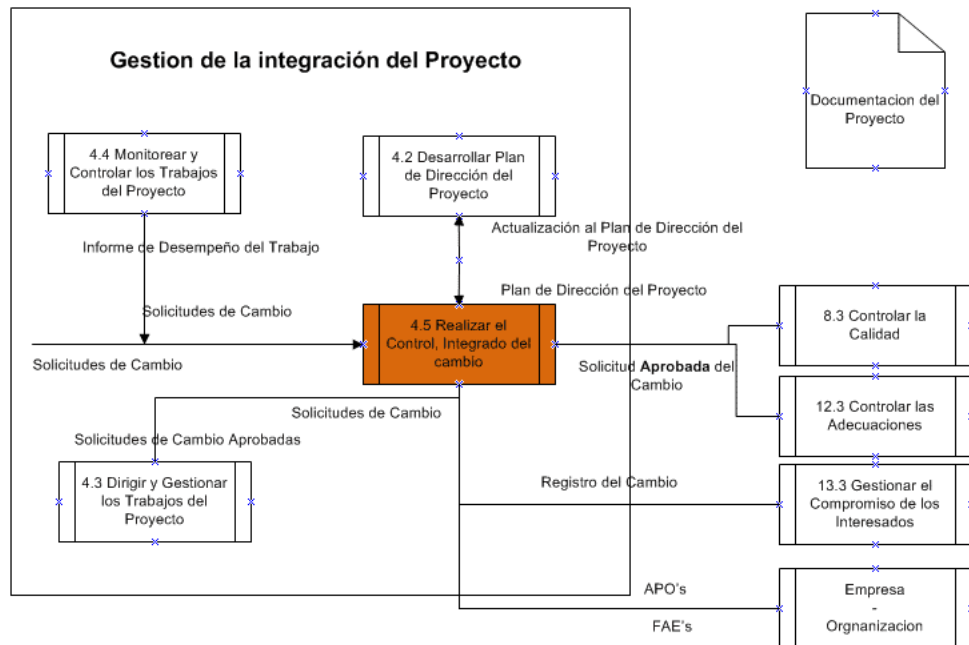 Gestion de la integración del Proyecto
Documentacion del
Proyecto
4.4 Monitorear y
Controlar los Trabajos
del Proyecto
4.2 Desarrollar Plan
de Dirección del
Proyecto
Informe de Desempeño del Trabajo
Actualización al Plan de Dirección del
Proyecto
Plan de Dirección del Proyecto
Solicitudes de Cambio
Solicitudes de Cambio
4.5 Realizar el
Control, Integrado del
cambio
Solicitud Aprobada del
Cambio
8.3 Controlar la
Calidad
12.3 Controlar las
Adecuaciones
Solicitudes de Cambio
Solicitudes de Cambio Aprobadas
4.3 Dirigir y Gestionar
los Trabajos del
Proyecto
Registro del Cambio
13.3 Gestionar el
Compromiso de los
Interesados
APO's
FAE's
Empresa
-
Orgnanizacion